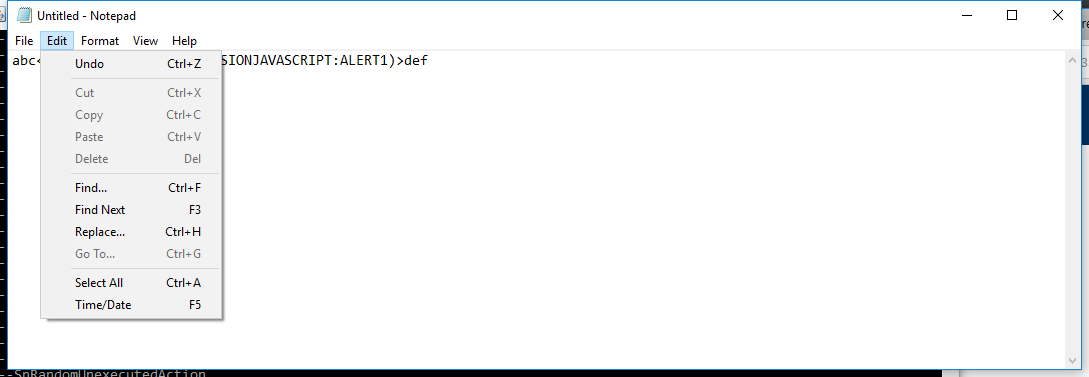 Untitled - Notepad
File Edit Format View Help
abc< SIONJAVASCRIPT:ALERT1)>def
Undo Ctrl+Z
Cut Ctrl+X
Copy Ctrl+C
Paste Ctrl+V
Delete Del
Find... Ctrl+F
Find Next F3
Replace... Ctrl+H
Go To... Ctrl+G
Select All Ctrl+A
Time/Date F5
--SnRandomUnexecutedAction